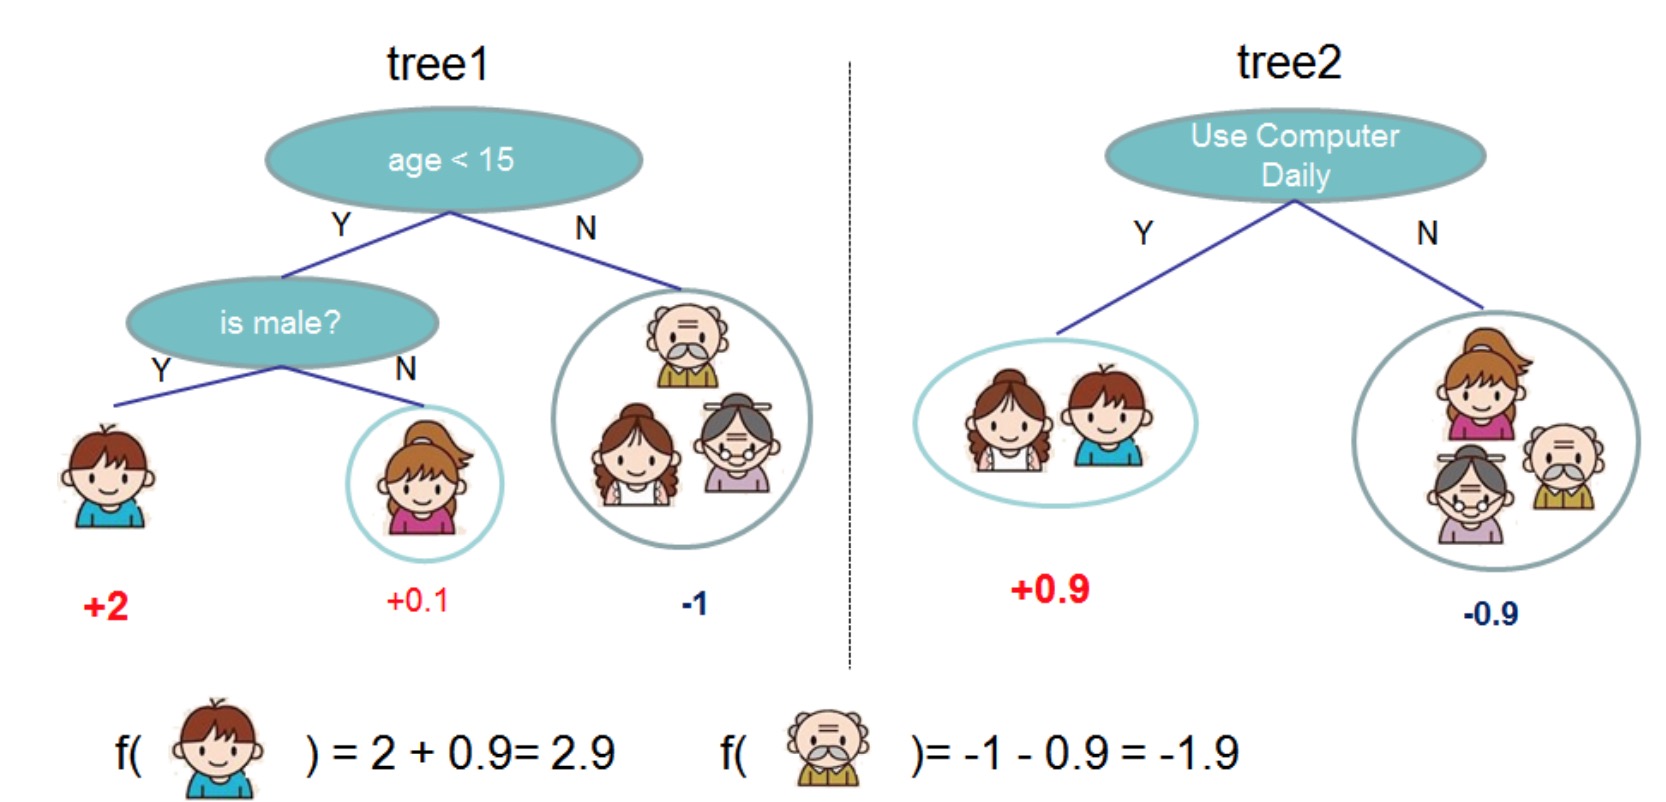 tree1
age < 15
Y
N
is male?
Y
N
+2
+0.1
-1
tree2
Use Computer
Daily
Y
N
+0.9
-0.9
f( ) = 2 + 0.9= 2.9
f( )= -1 - 0.9 = -1.9